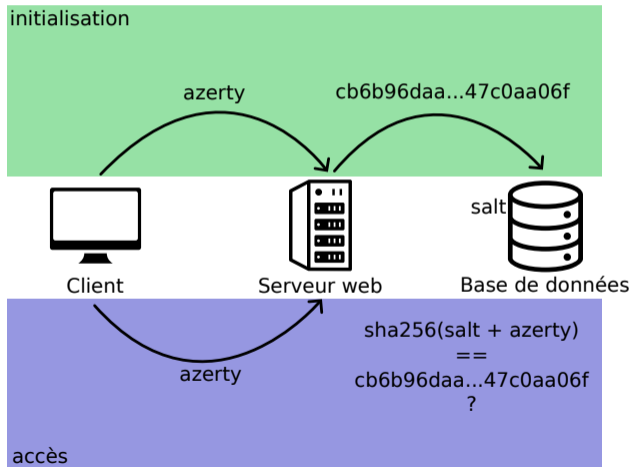 initialisation
azerty
cb6b96daa...47c0aa06f
salt
Client
Serveur web
Base de données
azerty
sha256(salt + azerty)
==
cb6b96daa...47c0aa06f
?
accès